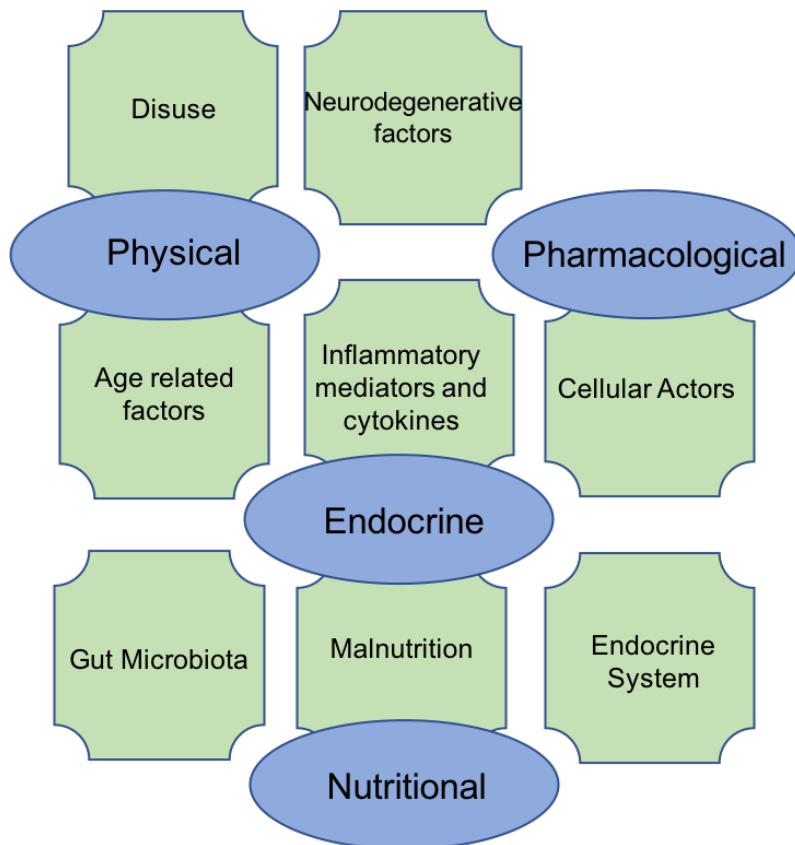 Disuse
Neurodegenerative
factors
Physical
Pharmacological
Age related
factors
Inflammatory
mediators and
cytokines
Cellular Actors
Endocrine
Gut Microbiota
Malnutrition
Endocrine
System
Nutritional